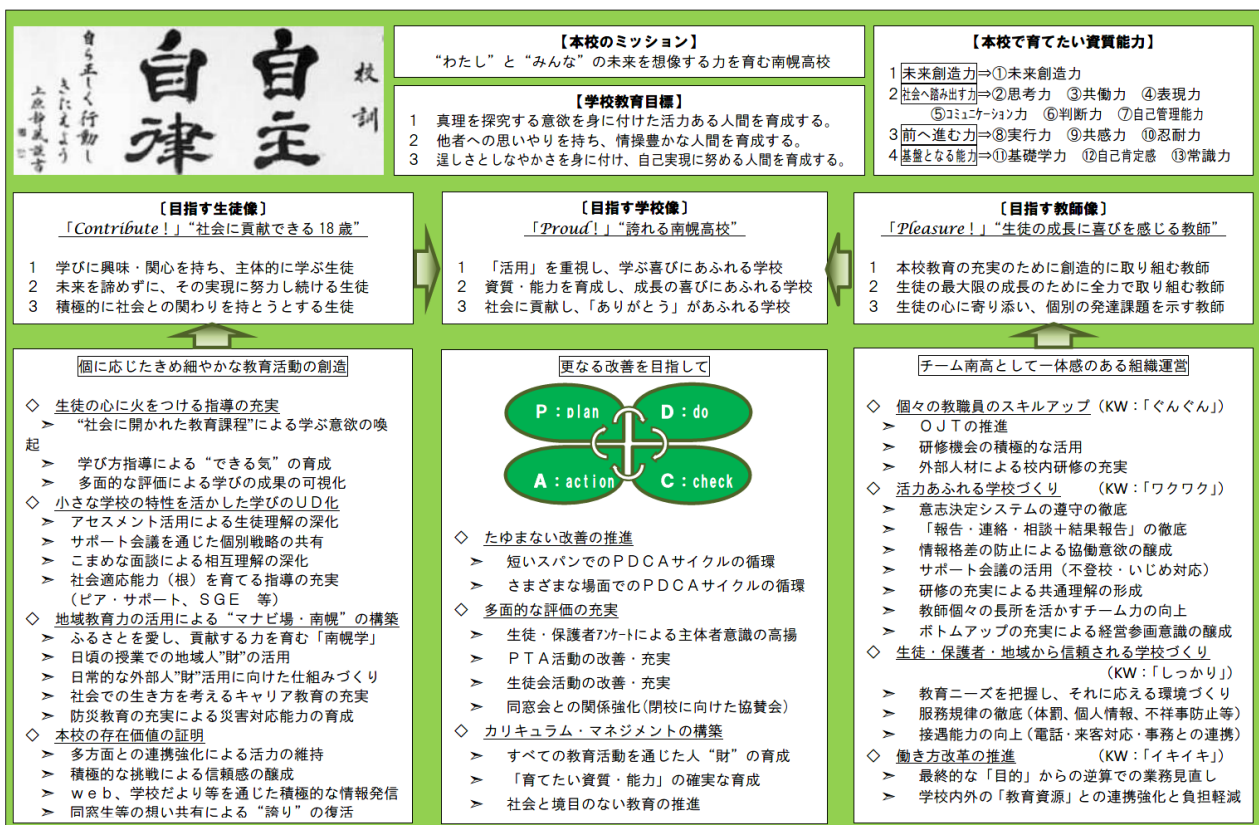 校訓
自主
自律
自ら正しく行動し
きたえよう
【本校のミッション】
“わたし”と“みんな”の未来を想像する力を育む南幌高校
【学校教育目標】
1 真理を探究する意欲を身に付けた活力ある人間を育成する。
2 他者への思いやりを持ち、情操豊かな人間を育成する。
3 逞しさとしなやかさを身に付け、自己実現に努める人間を育成する。
【本校で育てたい資質能力】
1 未来創造力⇒①未来創造力
2 社会へ踏み出す力⇒②思考力 ③共働力 ④表現力
⑤コミュニケーション力 ⑥判断力 ⑦自己管理能力
3 前へ進む力⇒⑧実行力 ⑨共感力 ⑩忍耐力
4 基盤となる能力⇒⑪基礎学力 ⑫自己肯定感 ⑬常識力
〔目指す生徒像〕
「Contribute!」“社会に貢献できる18歳”
1 学びに興味・関心を持ち、主体的に学ぶ生徒
2 未来を諦めずに、その実現に努力し続ける生徒
3 積極的に社会との関わりを持とうとする生徒
〔目指す学校像〕
「Proud!」“誇れる南幌高校”
1 「活用」を重視し、学ぶ喜びにあふれる学校
2 資質・能力を育成し、成長の喜びにあふれる学校
3 社会に貢献し、「ありがとう」があふれる学校
〔目指す教師像〕
「Pleasure!」“生徒の成長に喜びを感じる教師”
1 本校教育の充実のために創造的に取り組む教師
2 生徒の最大限の成長のために全力で取り組む教師
3 生徒の心に寄り添い、個別の発達課題を示す教師
個に応じたきめ細やかな教育活動の創造
◇ 生徒の心に火をつける指導の充実
➢ “社会に開かれた教育課程”による学ぶ意欲の喚
起
➢ 学び方指導による“できる気”の育成
➢ 多面的な評価による学びの成果の可視化
◇ 小さな学校の特性を活かした学びのUD化
➢ アセスメント活用による生徒理解の深化
➢ サポート会議を通じた個別戦略の共有
➢ こまめな面談による相互理解の深化
➢ 社会適応能力（根）を育てる指導の充実
（ピア・サポート、SGE 等）
◇ 地域教育力の活用による“マナビ場・南幌”の構築
➢ ふるさとを愛し、貢献する力を育む「南幌学」
➢ 日頃の授業での地域人”財”の活用
➢ 日常的な外部人”財”活用に向けた仕組みづくり
➢ 社会での生き方を考えるキャリア教育の充実
➢ 防災教育の充実による災害対応能力の育成
◇ 本校の存在価値の証明
➢ 多方面との連携強化による活力の維持
➢ 積極的な挑戦による信頼感の醸成
➢ web、学校だより等を通じた積極的な情報発信
➢ 同窓生等の想い共有による“誇り”の復活
更なる改善を目指して
P：plan
D：do
A：action
C：check
◇ たゆまない改善の推進
➢ 短いスパンでのPDCAサイクルの循環
➢ さまざまな場面でのPDCAサイクルの循環
◇ 多面的な評価の充実
➢ 生徒・保護者ｱﾝｹｰﾄによる主体者意識の高揚
➢ PTA活動の改善・充実
➢ 生徒会活動の改善・充実
➢ 同窓会との関係強化(閉校に向けた協賛会)
◇ カリキュラム・マネジメントの構築
➢ すべての教育活動を通じた人“財”の育成
➢ 「育てたい資質・能力」の確実な育成
➢ 社会と境目のない教育の推進
チーム南高として一体感のある組織運営
◇ 個々の教職員のスキルアップ（KW：「ぐんぐん」）
➢ OJTの推進
➢ 研修機会の積極的な活用
➢ 外部人材による校内研修の充実
◇ 活力あふれる学校づくり （KW：「ワクワク」）
➢ 意志決定システムの遵守の徹底
➢ 「報告・連絡・相談＋結果報告」の徹底
➢ 情報格差の防止による協働意欲の醸成
➢ サポート会議の活用（不登校・いじめ対応）
➢ 研修の充実による共通理解の形成
➢ 教師個々の長所を活かすチーム力の向上
➢ ボトムアップの充実による経営参画意識の醸成
◇ 生徒・保護者・地域から信頼される学校づくり
（KW：「しっかり」）
➢ 教育ニーズを把握し、それに応える環境づくり
➢ 服務規律の徹底（体罰、個人情報、不祥事防止等）
➢ 接遇能力の向上（電話・来客対応・事務との連携）
◇ 働き方改革の推進 （KW：「イキイキ」）
➢ 最終的な「目的」からの逆算での業務見直し
➢ 学校内外の「教育資源」との連携強化と負担軽減